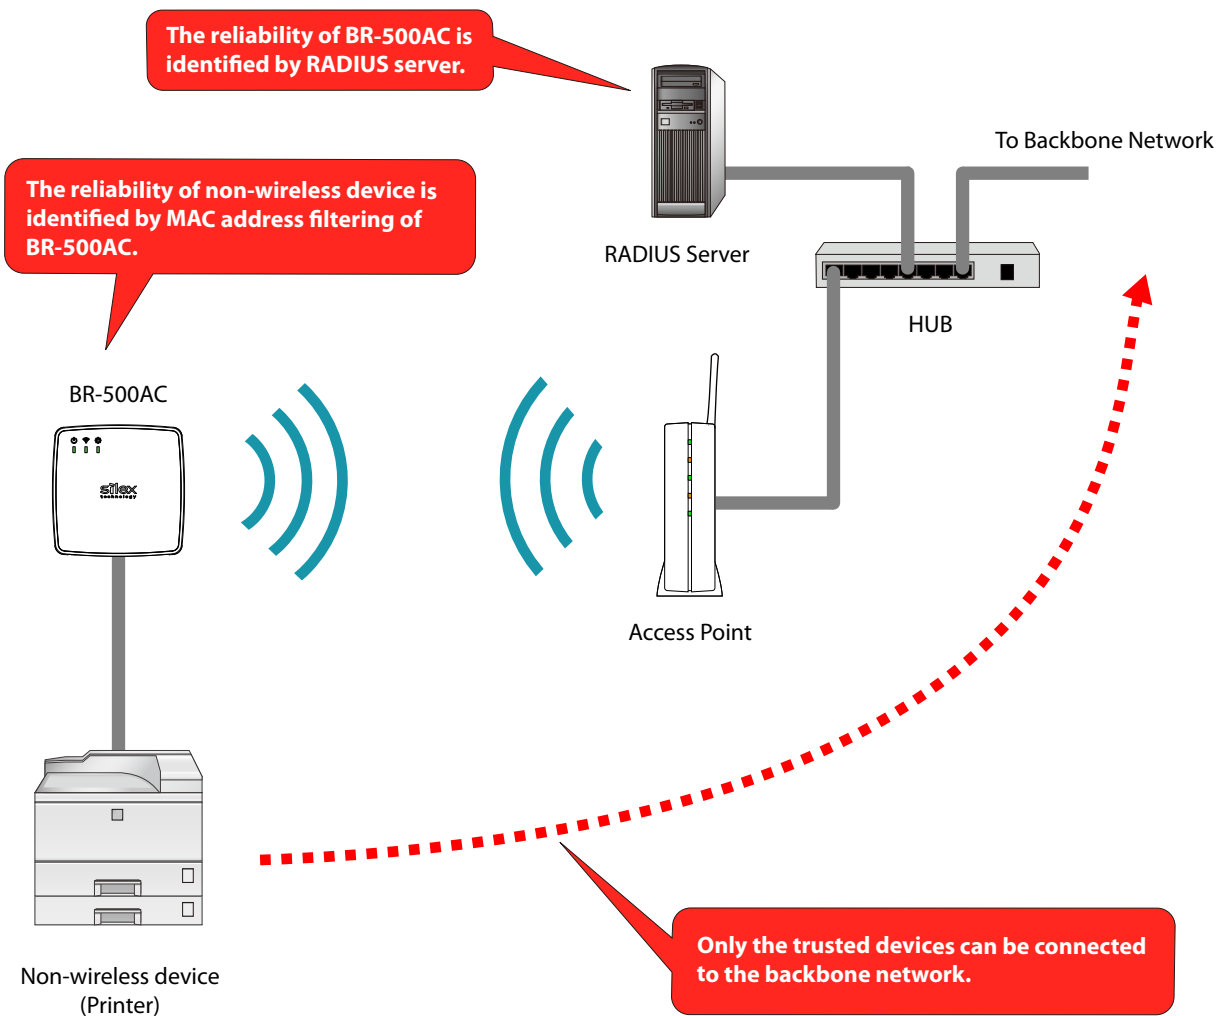 The reliability of BR-500AC is
identified by RADIUS server.
To Backbone Network
The reliability of non-wireless device is
identified by MAC address filtering of
BR-500AC.
RADIUS Server
HUB
BR-500AC
silex
technology
Access Point
Only the trusted devices can be connected
to the backbone network.
Non-wireless device
(Printer)